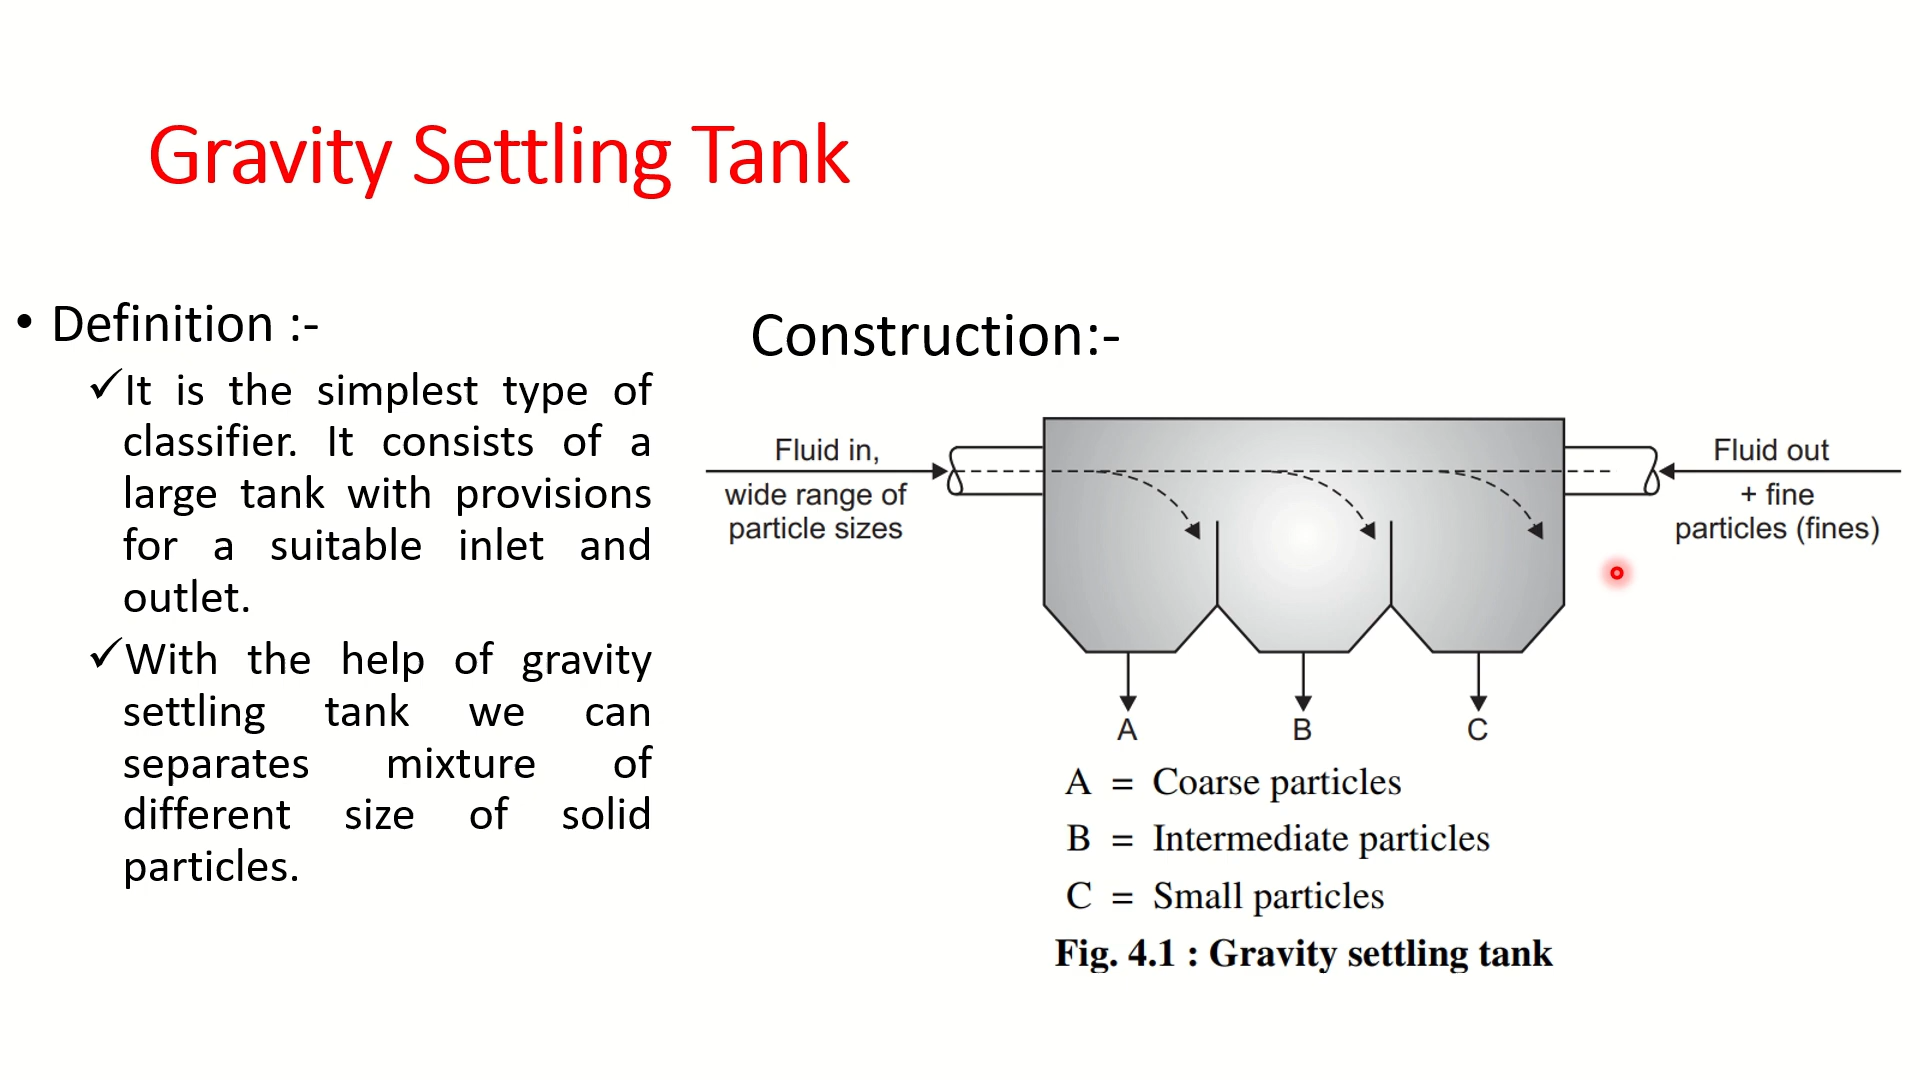 Gravity Settling Tank
• Definition :-
✓It is the simplest type of
classifier. It consists of a
large tank with provisions
for a suitable inlet and
outlet.
✓With the help of gravity
settling tank we can
separates mixture of
different size of solid
particles.
Construction:-
Fluid in,
wide range of
particle sizes
Fluid out
+ fine
particles (fines)
A B C
A = Coarse particles
B = Intermediate particles
C = Small particles
Fig. 4.1 : Gravity settling tank